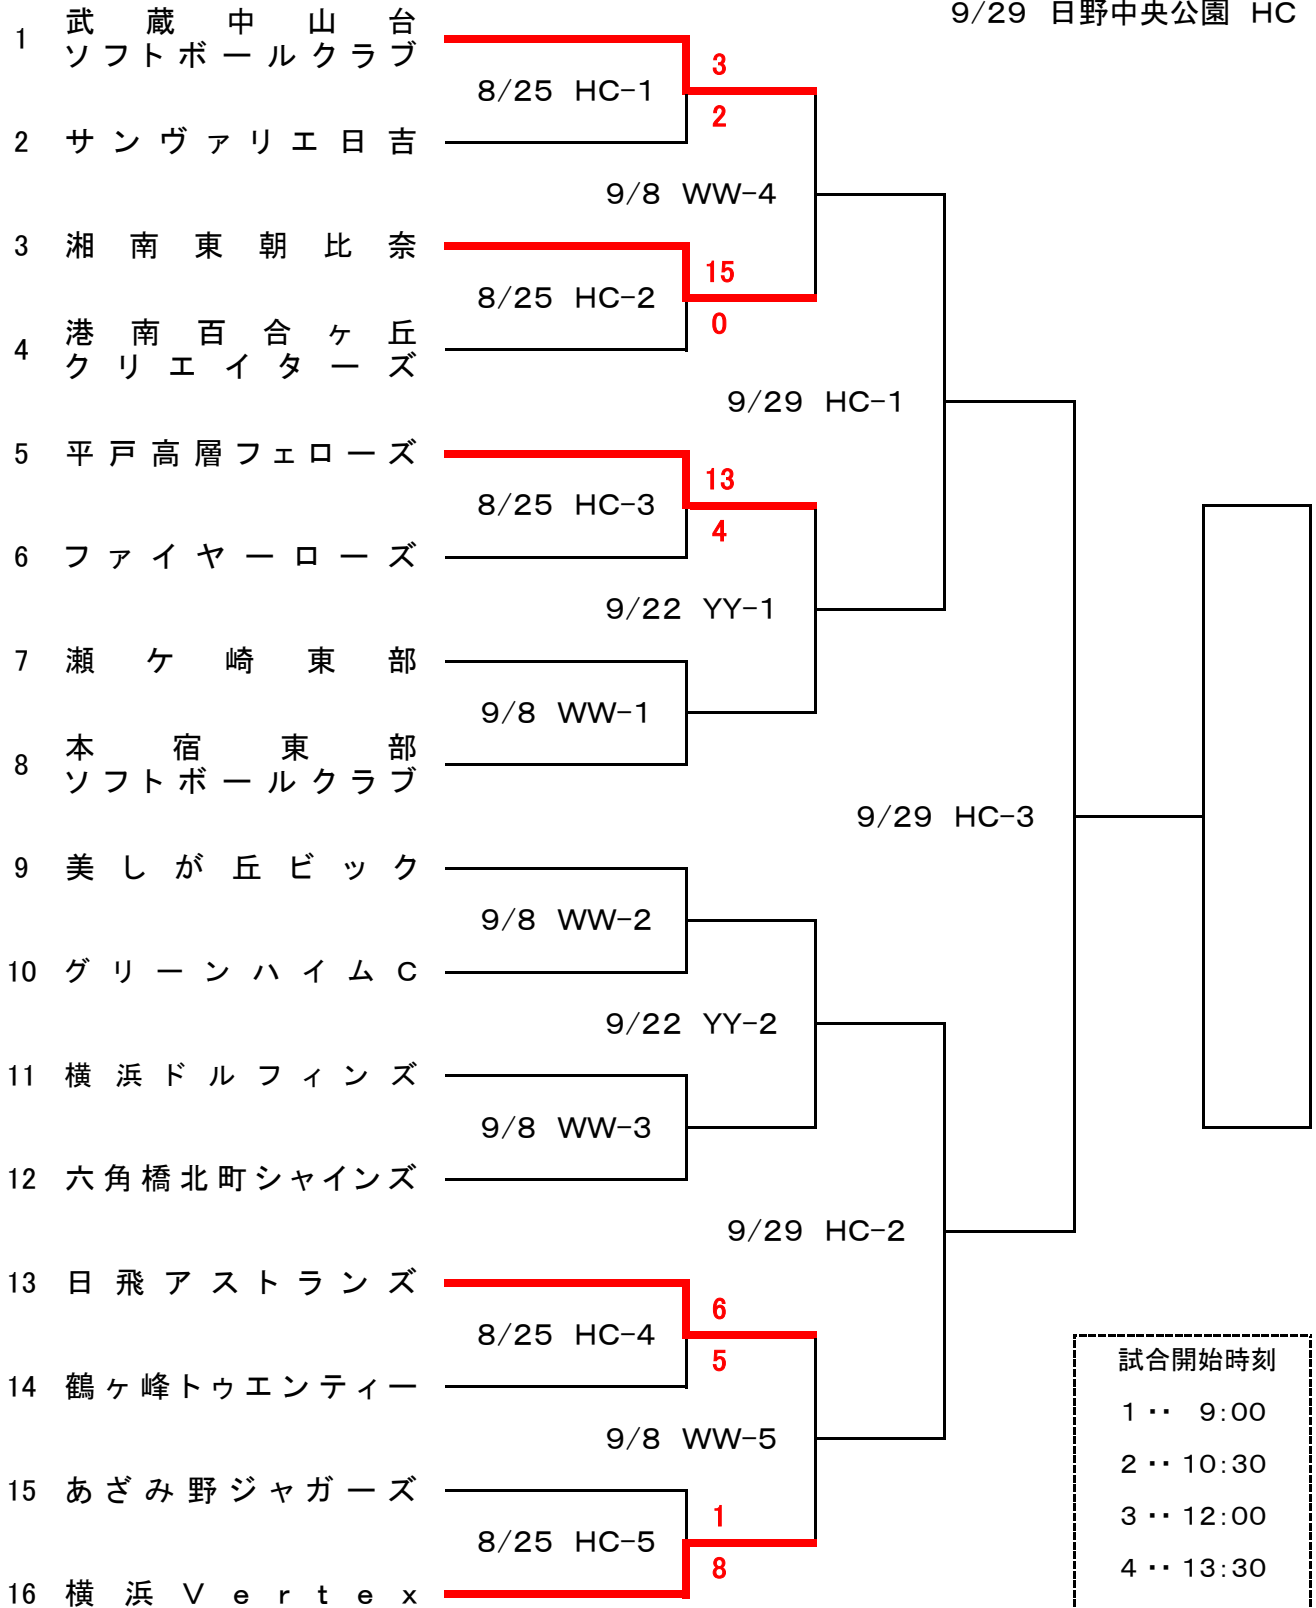 9/29 日野中央公園 HC
1 武蔵中山台
ソフトボールクラブ
8/25 HC-1
3
2
2 サンヴァリエ日吉
9/8 WW-4
3 湘南東朝比奈
8/25 HC-2
15
0
4 港南百合ヶ丘
クリエイターズ
9/29 HC-1
5 平戸高層フェローズ
8/25 HC-3
13
4
6 ファイヤーローズ
9/22 YY-1
7 瀬ケ崎東部
9/8 WW-1
8 本宿東部
ソフトボールクラブ
9/29 HC-3
9 美しが丘ビック
9/8 WW-2
10 グリーンハイムC
9/22 YY-2
11 横浜ドルフィンズ
9/8 WW-3
12 六角橋北町シャインズ
9/29 HC-2
13 日飛アストランズ
8/25 HC-4
6
5
14 鶴ヶ峰トゥエンティー
9/8 WW-5
15 あざみ野ジャガーズ
8/25 HC-5
1
8
16 横浜Vertex
試合開始時刻
1 ‥ 9:00
2 ‥ 10:30
3 ‥ 12:00
4 ‥ 13:30